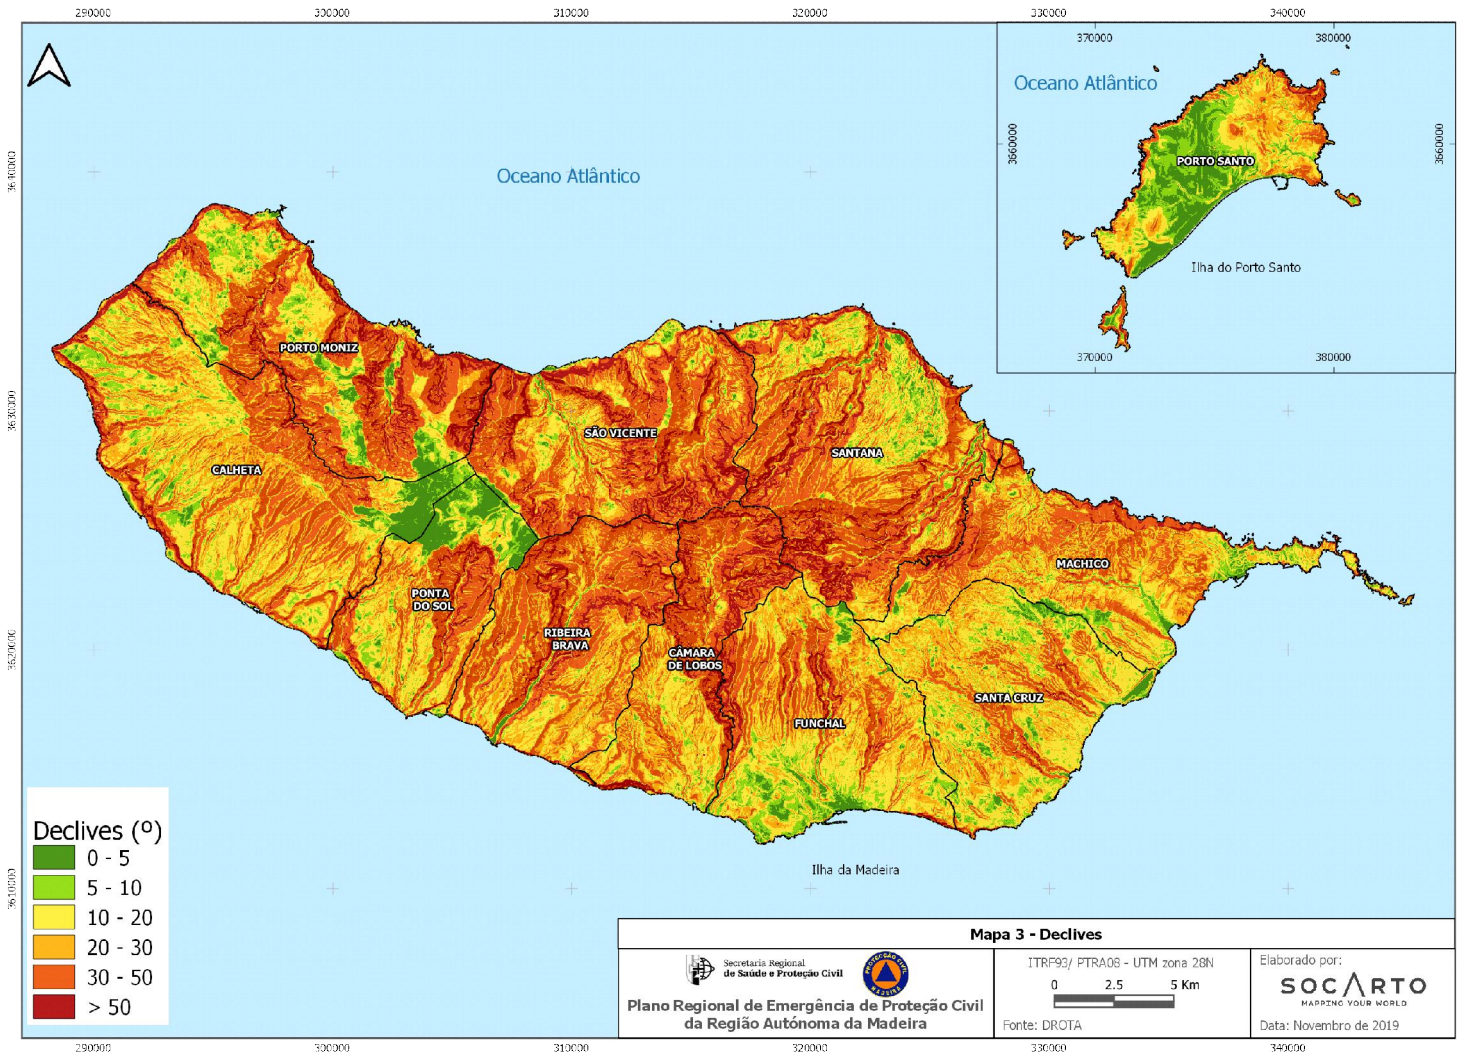 290000
300000
310000
320000
330000
340000
370000
380000
Oceano Atlântico
3660000
3660000
PORTO SANTO
Ilha do Porto Santo
370000
380000
3640000
Oceano Atlântico
3630000
PORTO MONIZ
SÃO VICENTE
SANTANA
CALHETA
MACHICO
PONTA
DO SOL
RIBEIRA
BRAVA
3620000
CÂMARA
DE LOBOS
SANTA CRUZ
FUNCHAL
Ilha da Madeira
3610000
Declives (º)
0 - 5
5 - 10
10 - 20
20 - 30
30 - 50
> 50
Mapa 3 - Declives
Secretaria Regional
de Saúde e Proteção Civil
PROTECÇÃO CIVIL
MADEIRA
Plano Regional de Emergência de Proteção Civil
da Região Autónoma da Madeira
ITRF93/ PTRA08 - UTM zona 28N
0 2.5 5 Km
Fonte: DROTA
Elaborado por:
SOCARTO
MAPPING YOUR WORLD
Data: Novembro de 2019
290000
300000
310000
320000
330000
340000